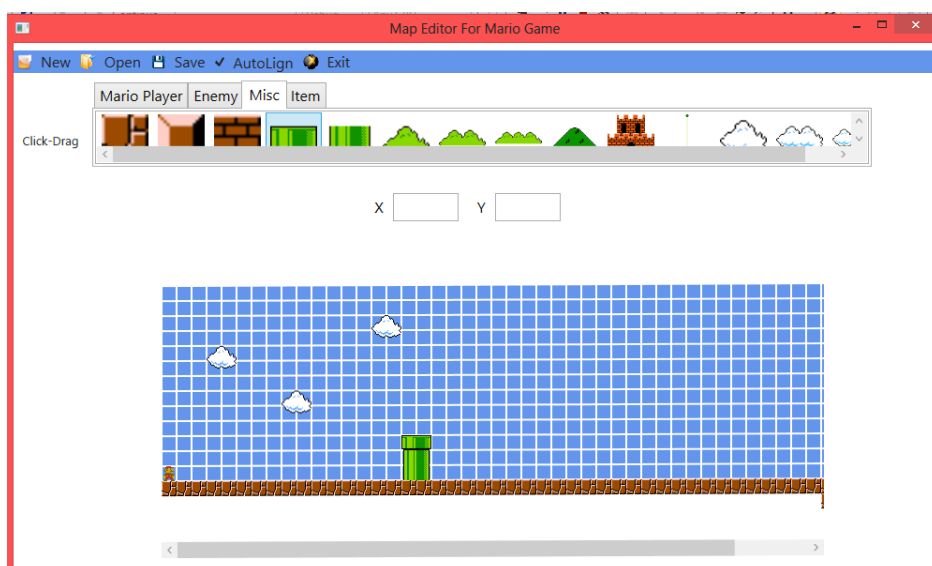 Map Editor For Mario Game
New Open Save ✓ AutoLign Exit
Mario Player Enemy Misc Item
Click-Drag
X Y